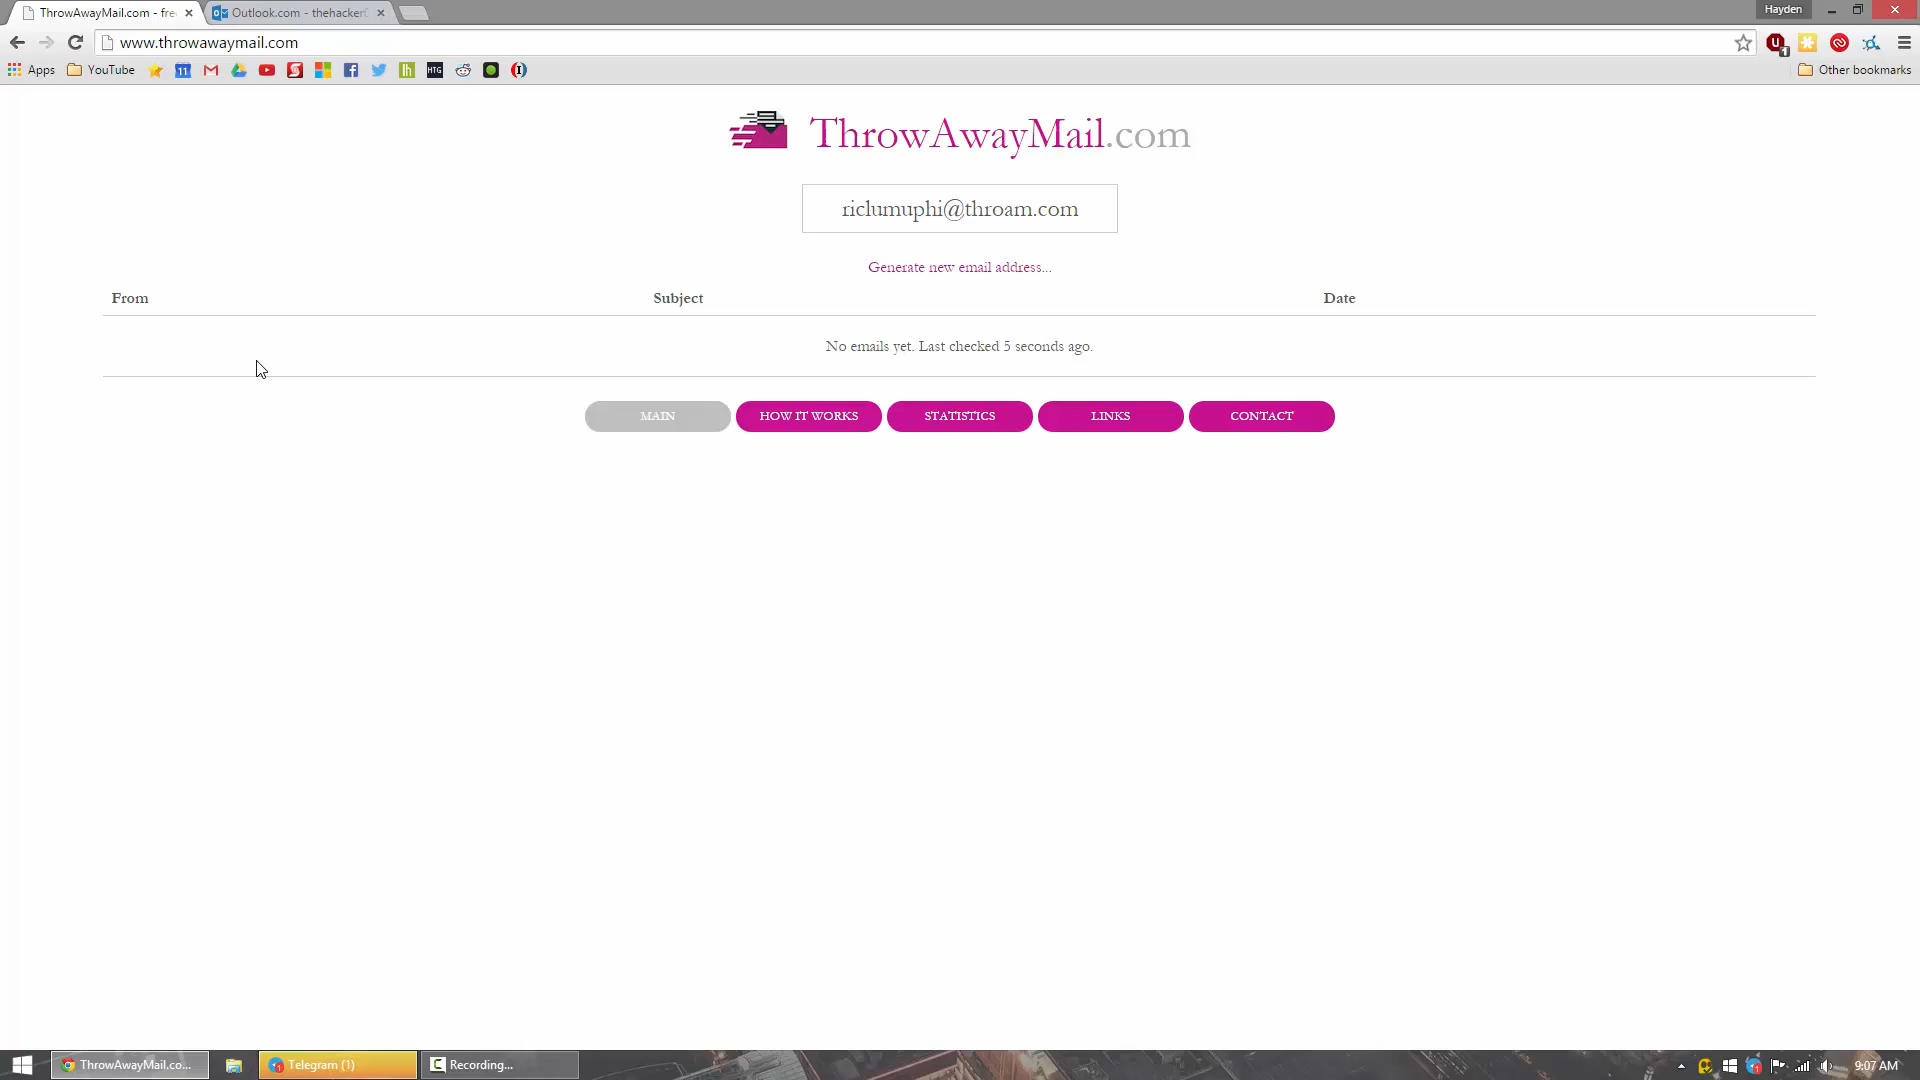 ThrowAwayMail.com - fre
Outlook.com - thehacker
Hayden
www.throwawaymail.com
Apps
YouTube
11
HTG
Other bookmarks
ThrowAwayMail.com
riclumuphi@throam.com
Generate new email address...
From Subject Date
No emails yet. Last checked 5 seconds ago.
MAIN HOW IT WORKS STATISTICS LINKS CONTACT
ThrowAwayMail.co...
Telegram (1)
Recording...
9:07 AM